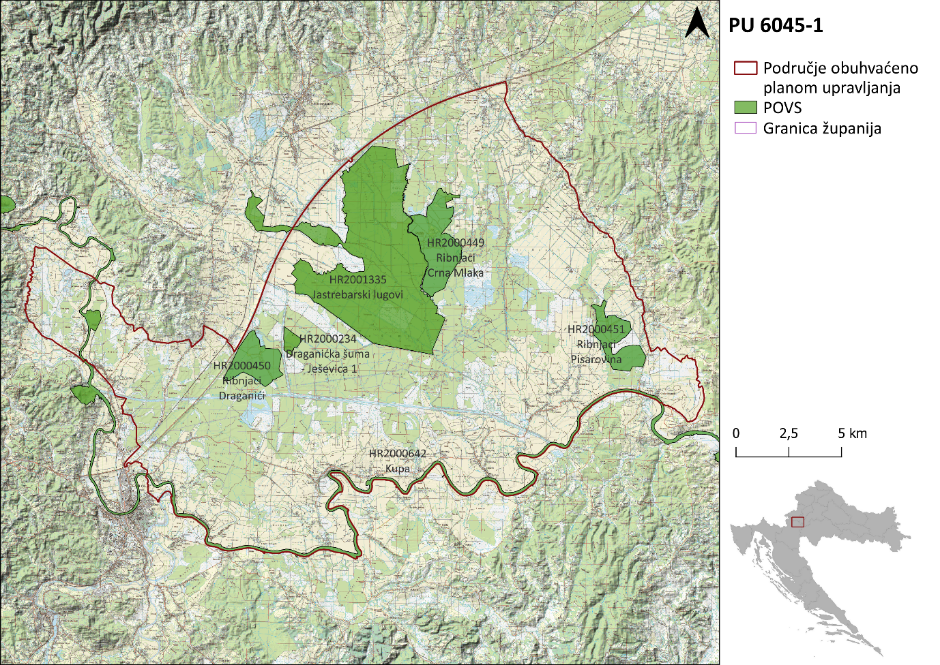 PU 6045-1
Područje obuhvaćeno
planom upravljanja
POVS
Granica županija
HR2000449
Ribnjaci
Crna Mlaka
HR2001335
Jastrebarski lugovi
HR2000451
Ribnjaci
Pisarovina
HR2000234
Draganička šuma
- Ješevica 1
HR2000450
Ribnjaci
Draganići
HR2000642
Kupa
0 2,5 5 km